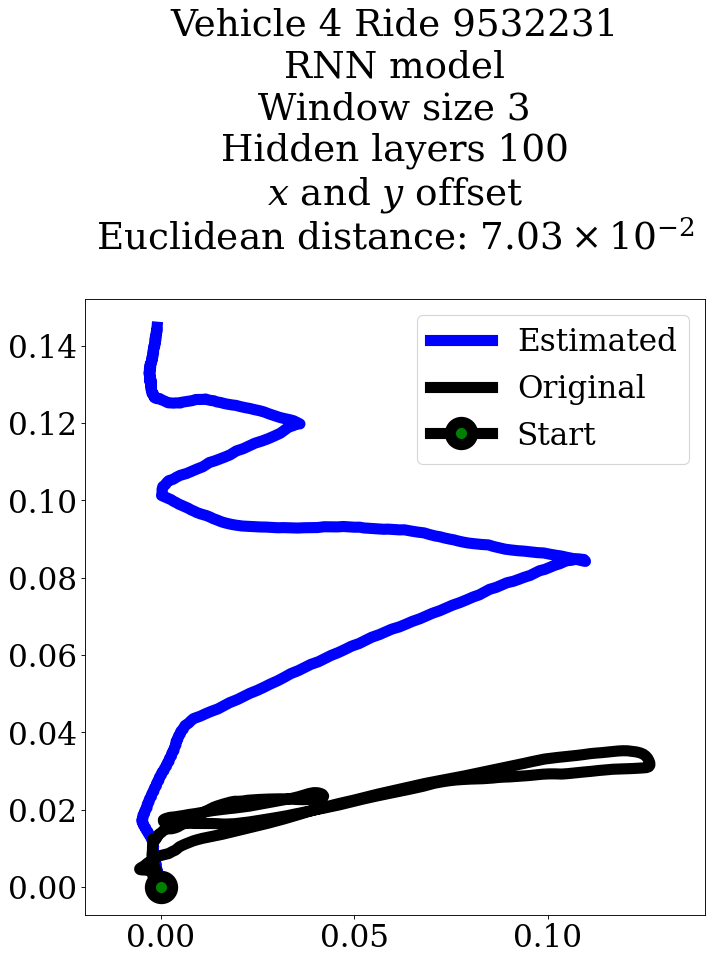 Vehicle 4 Ride 9532231
RNN model
Window size 3
Hidden layers 100
x and y offset
Euclidean distance: 7.03 × 10⁻²
Estimated
Original
Start
0.14
0.12
0.10
0.08
0.06
0.04
0.02
0.00
0.00 0.05 0.10